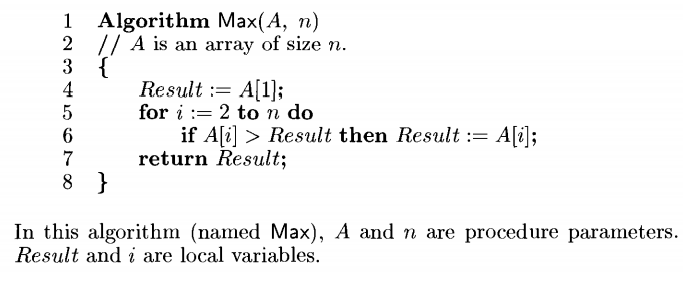 1 Algorithm Max(A, n)
2 // A is an array of size n.
3 {
4 Result := A[1];
5 for i := 2 to n do
6 if A[i] > Result then Result := A[i];
7 return Result;
8 }
In this algorithm (named Max), A and n are procedure parameters.
Result and i are local variables.